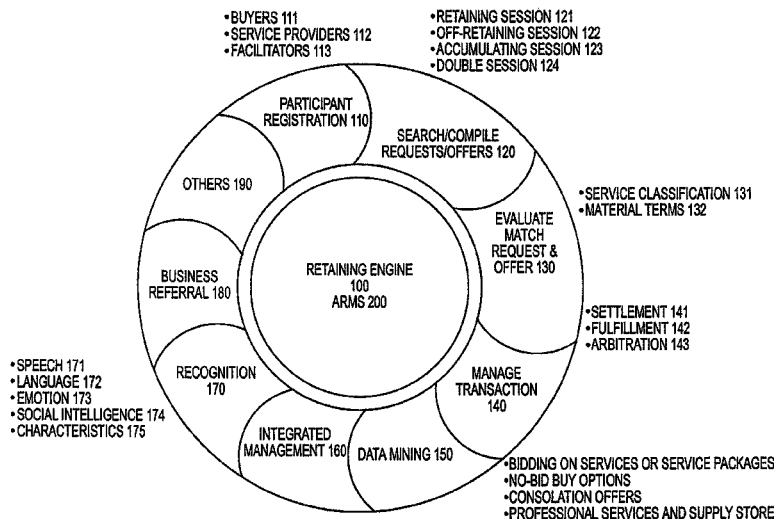 •BUYERS 111
•SERVICE PROVIDERS 112
•FACILITATORS 113
•RETAINING SESSION 121
•OFF-RETAINING SESSION 122
•ACCUMULATING SESSION 123
•DOUBLE SESSION 124
PARTICIPANT
REGISTRATION 110
SEARCH/COMPILE
REQUESTS/OFFERS 120
OTHERS 190
•SERVICE CLASSIFICATION 131
•MATERIAL TERMS 132
EVALUATE
MATCH
REQUEST &
OFFER 130
RETAINING ENGINE
100
ARMS 200
BUSINESS
REFERRAL 180
•SETTLEMENT 141
•FULFILLMENT 142
•ARBITRATION 143
•SPEECH 171
•LANGUAGE 172
•EMOTION 173
•SOCIAL INTELLIGENCE 174
•CHARACTERISTICS 175
RECOGNITION
170
MANAGE
TRANSACTION
140
INTEGRATED
MANAGEMENT 160
DATA MINING 150
•BIDDING ON SERVICES OR SERVICE PACKAGES
•NO-BID BUY OPTIONS
•CONSOLATION OFFERS
•PROFESSIONAL SERVICES AND SUPPLY STORE